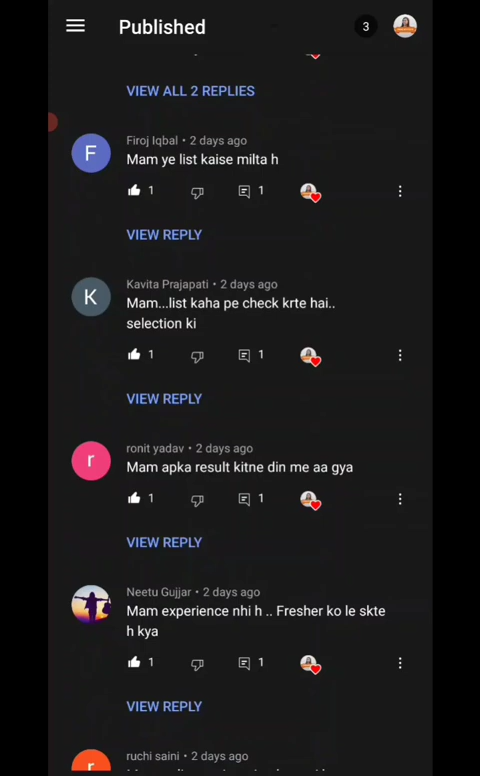 Published
3
VIEW ALL 2 REPLIES
F
Firoj Iqbal • 2 days ago
Mam ye list kaise milta h
1
1
VIEW REPLY
K
Kavita Prajapati • 2 days ago
Mam...list kaha pe check krte hai..
selection ki
1
1
VIEW REPLY
r
ronit yadav • 2 days ago
Mam apka result kitne din me aa gya
1
1
VIEW REPLY
Neetu Gujjar • 2 days ago
Mam experience nhi h .. Fresher ko le skte
h kya
1
1
VIEW REPLY
r
ruchi saini • 2 days ago